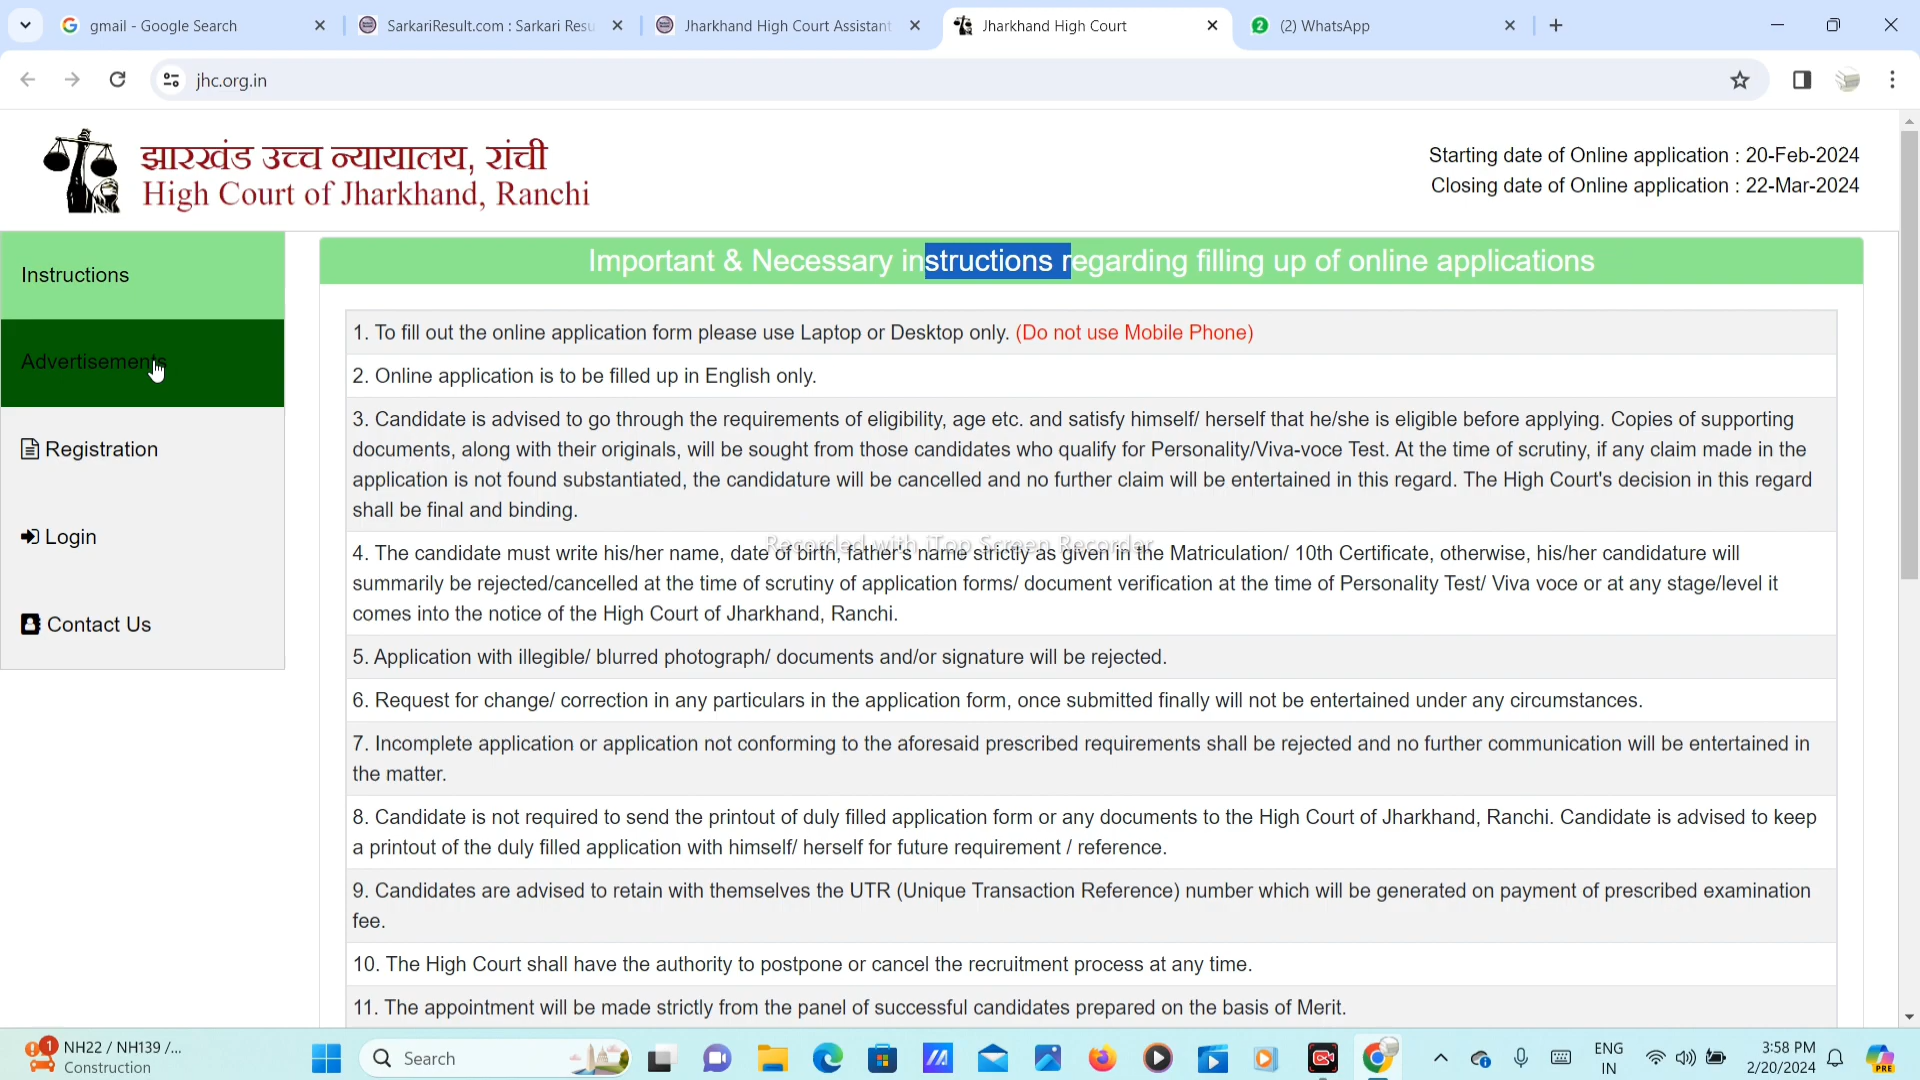 gmail - Google Search
SarkariResult.com : Sarkari Resu
Jharkhand High Court Assistant
Jharkhand High Court
(2) WhatsApp
jhc.org.in
झारखंड उच्च न्यायालय, रांची
High Court of Jharkhand, Ranchi
Starting date of Online application : 20-Feb-2024
Closing date of Online application : 22-Mar-2024
Instructions
Advertisements
Registration
Login
Contact Us
Important & Necessary instructions regarding filling up of online applications
1. To fill out the online application form please use Laptop or Desktop only. (Do not use Mobile Phone)
2. Online application is to be filled up in English only.
3. Candidate is advised to go through the requirements of eligibility, age etc. and satisfy himself/ herself that he/she is eligible before applying. Copies of supporting
documents, along with their originals, will be sought from those candidates who qualify for Personality/Viva-voce Test. At the time of scrutiny, if any claim made in the
application is not found substantiated, the candidature will be cancelled and no further claim will be entertained in this regard. The High Court's decision in this regard
shall be final and binding.
Recorded with iTop Screen Recorder
4. The candidate must write his/her name, date of birth, father's name strictly as given in the Matriculation/ 10th Certificate, otherwise, his/her candidature will
summarily be rejected/cancelled at the time of scrutiny of application forms/ document verification at the time of Personality Test/ Viva voce or at any stage/level it
comes into the notice of the High Court of Jharkhand, Ranchi.
5. Application with illegible/ blurred photograph/ documents and/or signature will be rejected.
6. Request for change/ correction in any particulars in the application form, once submitted finally will not be entertained under any circumstances.
7. Incomplete application or application not conforming to the aforesaid prescribed requirements shall be rejected and no further communication will be entertained in
the matter.
8. Candidate is not required to send the printout of duly filled application form or any documents to the High Court of Jharkhand, Ranchi. Candidate is advised to keep
a printout of the duly filled application with himself/ herself for future requirement / reference.
9. Candidates are advised to retain with themselves the UTR (Unique Transaction Reference) number which will be generated on payment of prescribed examination
fee.
10. The High Court shall have the authority to postpone or cancel the recruitment process at any time.
11. The appointment will be made strictly from the panel of successful candidates prepared on the basis of Merit.
1
NH22 / NH139 /...
Construction
Search
ENG
IN
3:58 PM
2/20/2024
PRE